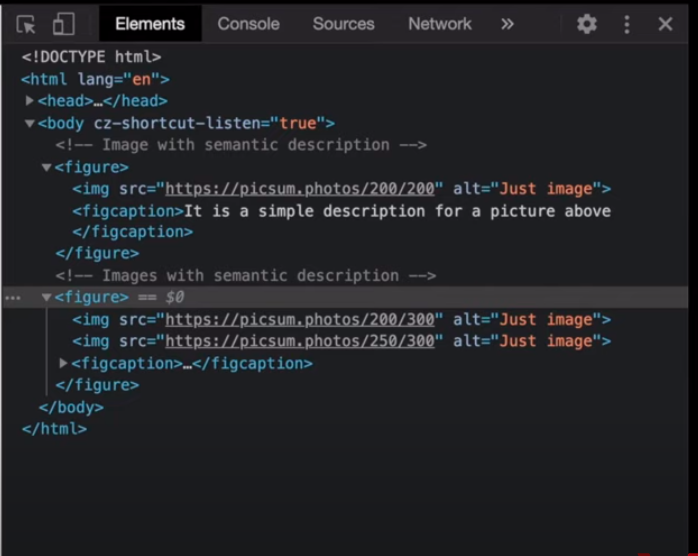 Elements Console Sources Network »
<!DOCTYPE html>
<html lang="en">
<head>…</head>
<body cz-shortcut-listen="true">
<!-- Image with semantic description -->
<figure>
<img src="https://picsum.photos/200/200" alt="Just image">
<figcaption>It is a simple description for a picture above
</figcaption>
</figure>
<!-- Images with semantic description -->
<figure> == $0
<img src="https://picsum.photos/200/300" alt="Just image">
<img src="https://picsum.photos/250/300" alt="Just image">
<figcaption>…</figcaption>
</figure>
</body>
</html>